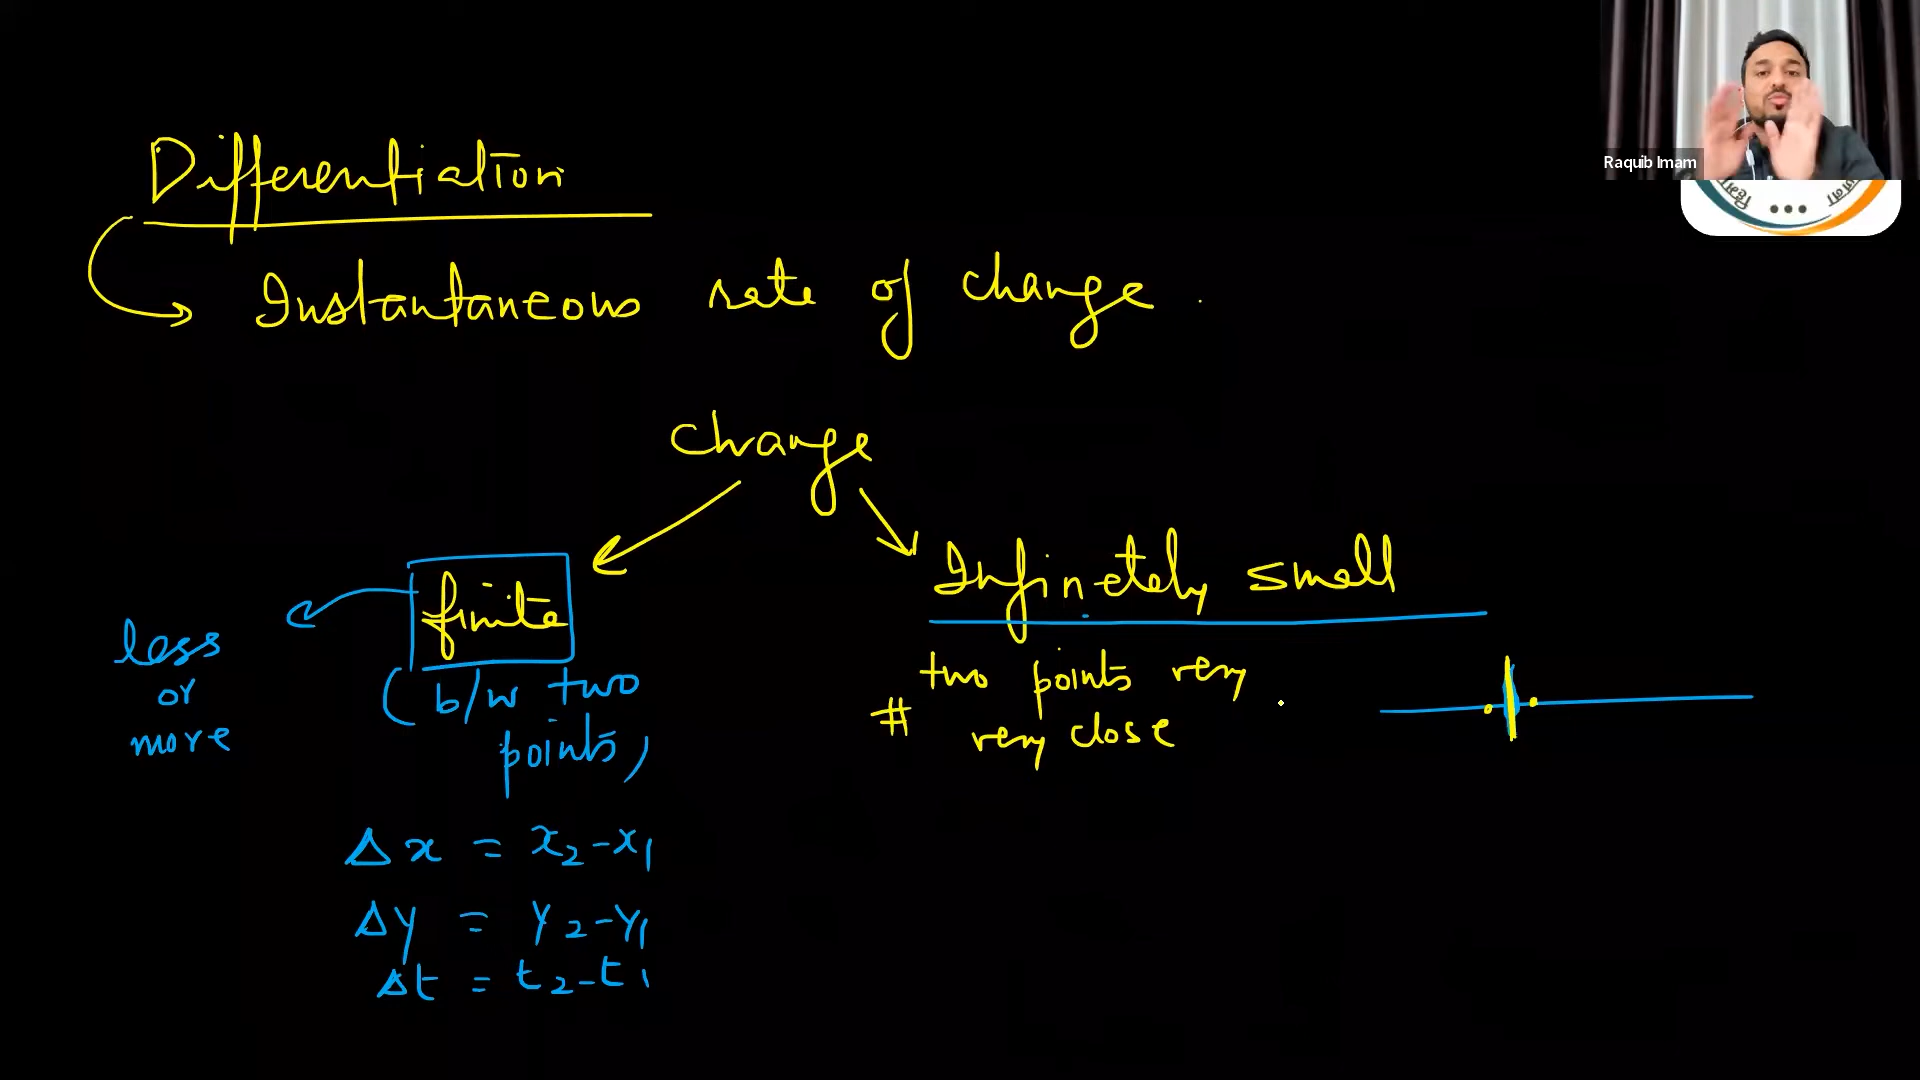 Differentiation
Instantaneous rate of change.
Change
finite
Infinetely small
less
or
more
( b/w two
points)
# two points very
very close
Δx = x₂-x₁
Δy = y₂-y₁
Δt = t₂-t₁
Raquib Imam